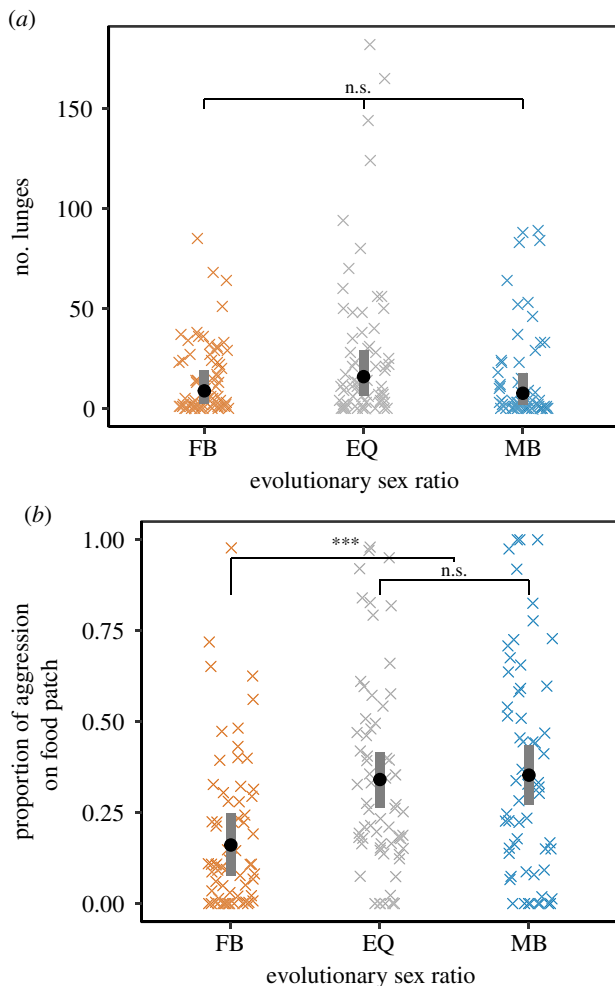 (a)
n.s.
150
100
50
0
no. lunges
FB EQ MB
evolutionary sex ratio
(b)
1.00
***
n.s.
0.75
0.50
0.25
0.00
proportion of aggression
on food patch
FB EQ MB
evolutionary sex ratio